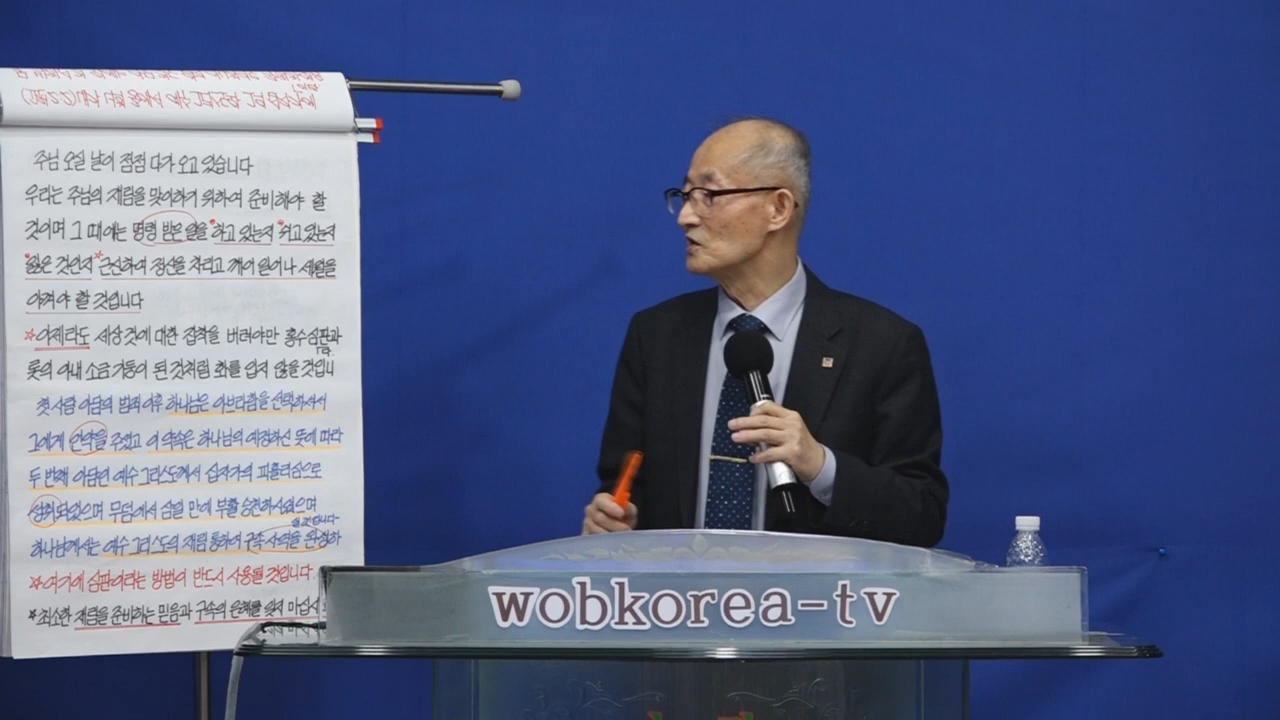 주님 오실 날이 점점 다가 오고 있습니다
우리는 주님의 재림을 맞이하기 위하여 준비해야 할
것이며 그 때에는 명령 받은 일을 하고 있는지 쉬고 있는지
잃은 것인지 근신하여 정신을 차리고 깨어 일어나 세월을
아껴야 할 것입니다
☆이제라도 세상 것에 대한 집착을 버려야만 홍수심판과
롯의 아내 소금 기둥이 된 것처럼 화를 입지 않을 것입니다
첫 사람 아담의 범죄 이후 하나님은 아브라함을 선택하셔서
그에게 언약을 주셨고 이 약속은 하나님의 예정하신 뜻에 따라
두 번째 아담인 예수 그리스도께서 십자가의 피흘리심으로
성취되었으며 무덤에서 삼일 만에 부활 승천하시었으며
하나님께서는 예수 그리스도의 재림 통하여 구속 사역을 완성하
실 것입니다
☆여기에 심판이라는 방법이 반드시 사용될 것입니다
*최소한 재림을 준비하는 믿음과 구속의 은혜를 잊지 마십시
wobkorea-tv